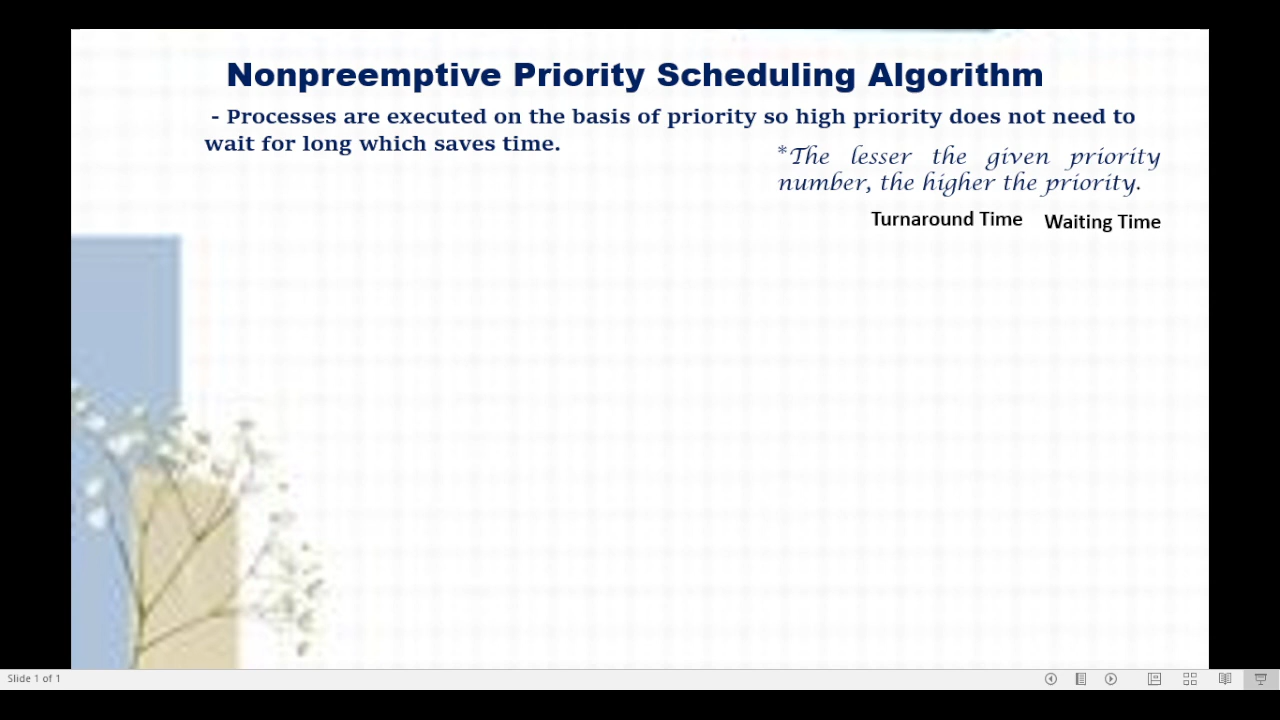 Nonpreemptive Priority Scheduling Algorithm
- Processes are executed on the basis of priority so high priority does not need to
wait for long which saves time.
*The lesser the given priority
number, the higher the priority.
Turnaround Time Waiting Time
Slide 1 of 1